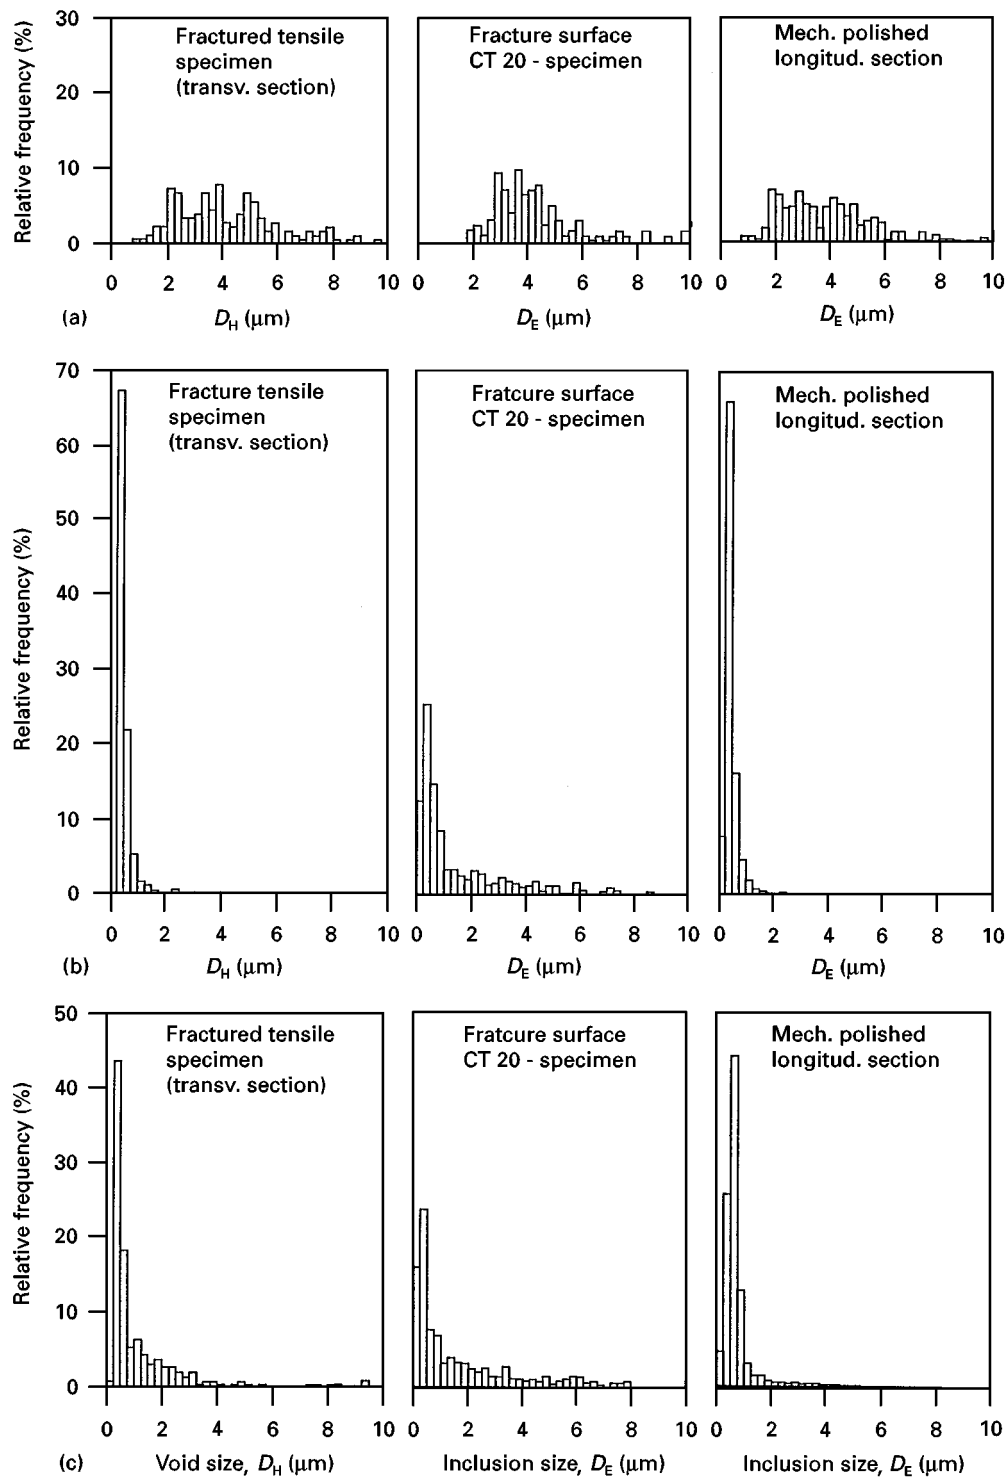 Relative frequency (%)
30
20
10
0
Fractured tensile
specimen
(transv. section)
Fracture surface
CT 20 - specimen
Mech. polished
longitud. section
0 2 4 6 8 10
0 2 4 6 8 10
0 2 4 6 8 10
(a)
D_H (μm)
D_E (μm)
D_E (μm)
Relative frequency (%)
70
60
50
40
30
20
10
0
Fracture tensile
specimen
(transv. section)
Fratcure surface
CT 20 - specimen
Mech. polished
longitud. section
0 2 4 6 8 10
0 2 4 6 8 10
0 2 4 6 8 10
(b)
D_H (μm)
D_E (μm)
D_E (μm)
Relative frequency (%)
50
40
30
20
10
0
Fractured tensile
specimen
(transv. section)
Fratcure surface
CT 20 - specimen
Mech. polished
longitud. section
0 2 4 6 8 10
0 2 4 6 8 10
0 2 4 6 8 10
(c)
Void size, D_H (μm)
Inclusion size, D_E (μm)
Inclusion size, D_E (μm)